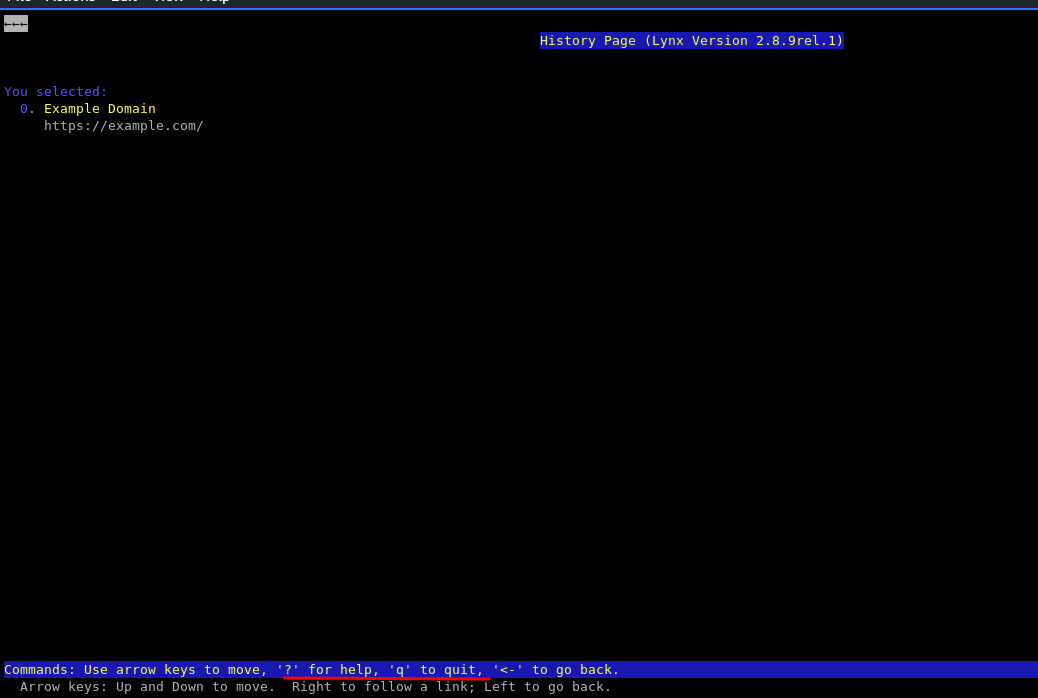 ←←←
History Page (Lynx Version 2.8.9rel.1)
You selected:
0. Example Domain
https://example.com/
Commands: Use arrow keys to move, '?' for help, 'q' to quit, '<-' to go back.
Arrow keys: Up and Down to move.  Right to follow a link; Left to go back.